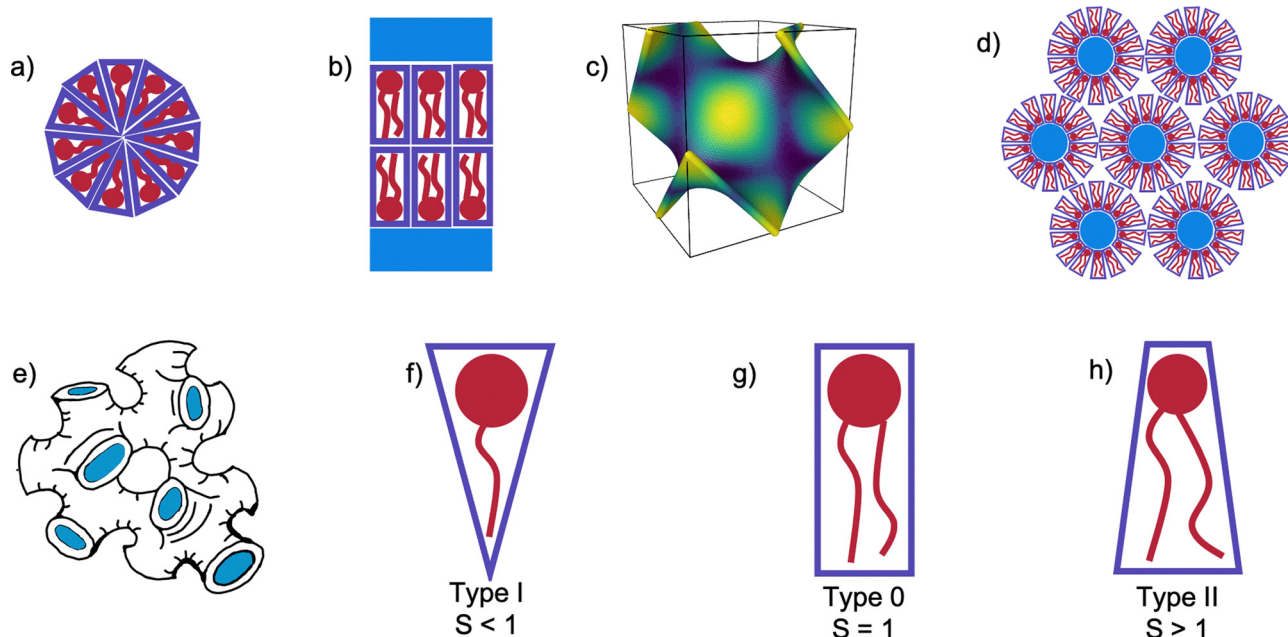 a)
b)
c)
d)
e)
f)
g)
h)
Type I
S < 1
Type 0
S = 1
Type II
S > 1